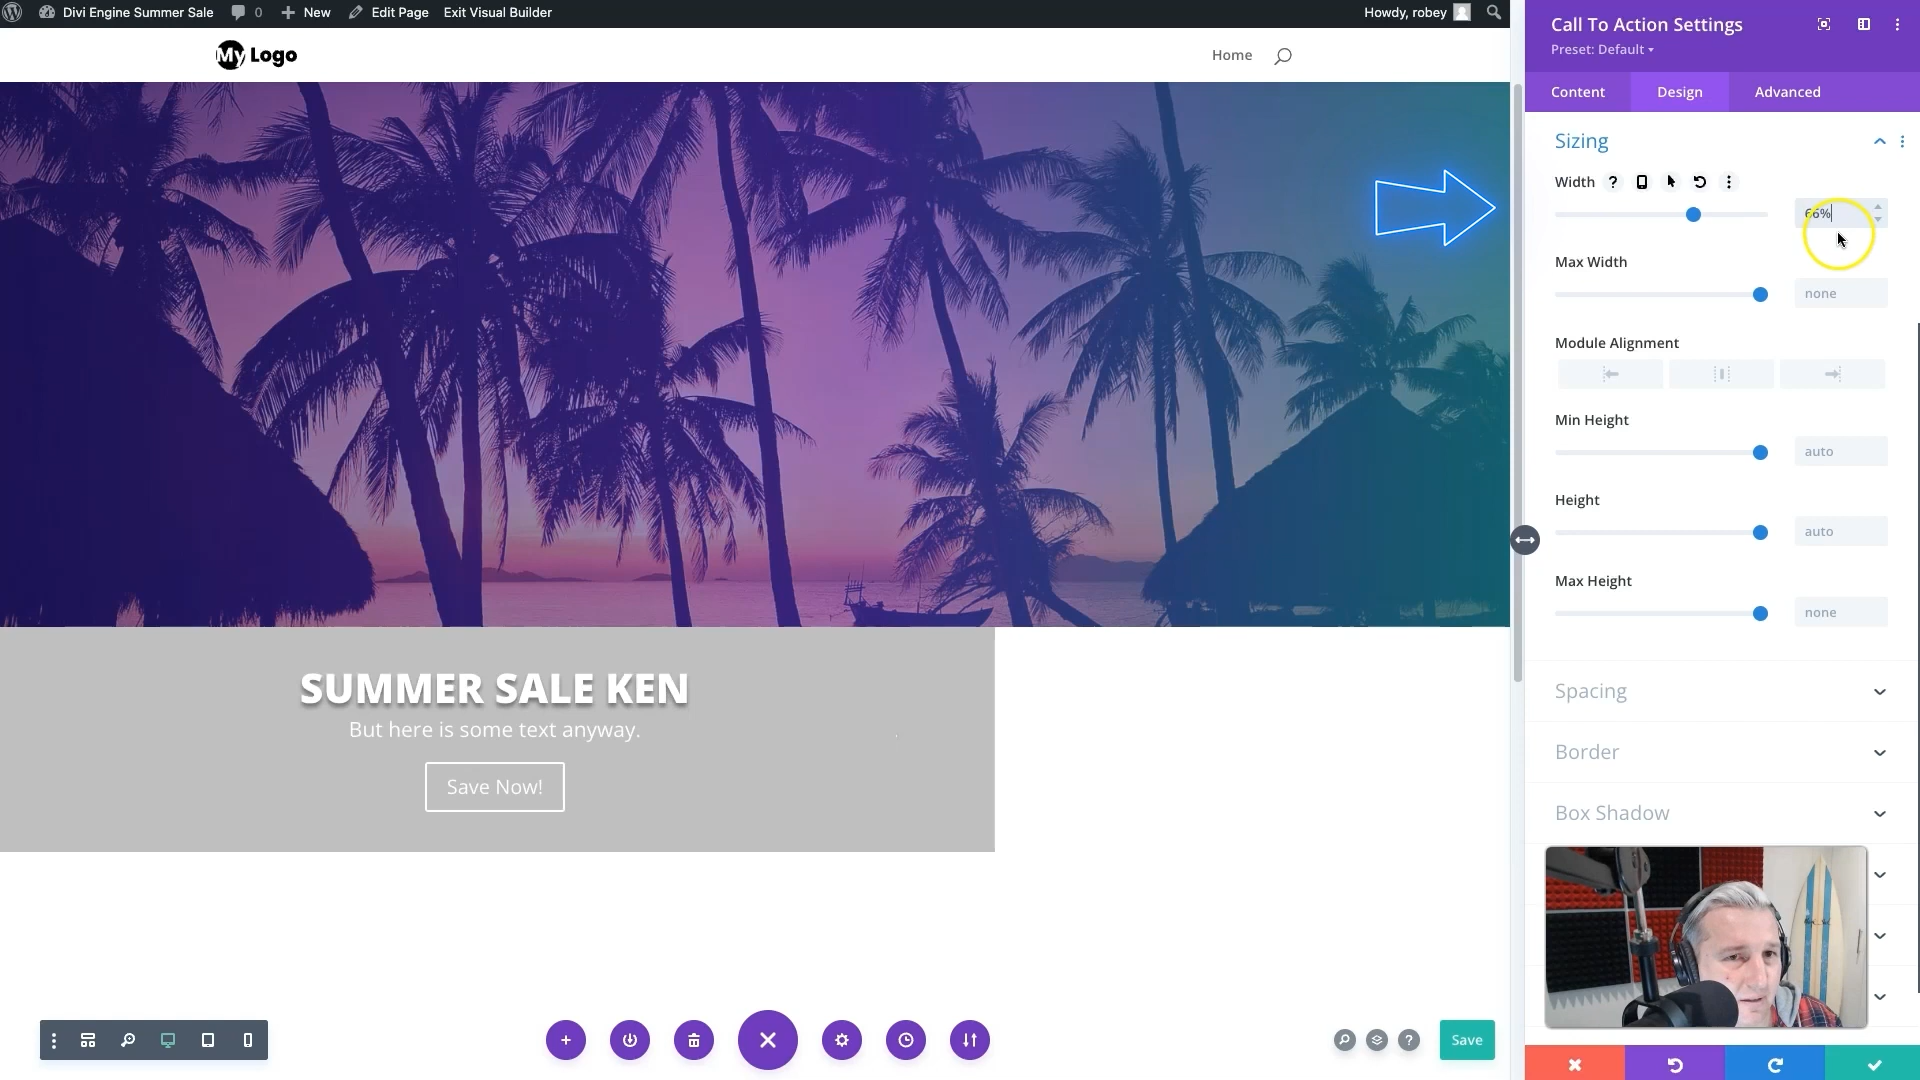 Divi Engine Summer Sale 0 New Edit Page Exit Visual Builder Howdy, robey
My Logo
Home
SUMMER SALE KEN
But here is some text anyway.
Save Now!
Save
Call To Action Settings
Preset: Default
Content Design Advanced
Sizing
Width
66%
Max Width
none
Module Alignment
Min Height
auto
Height
auto
Max Height
none
Spacing
Border
Box Shadow